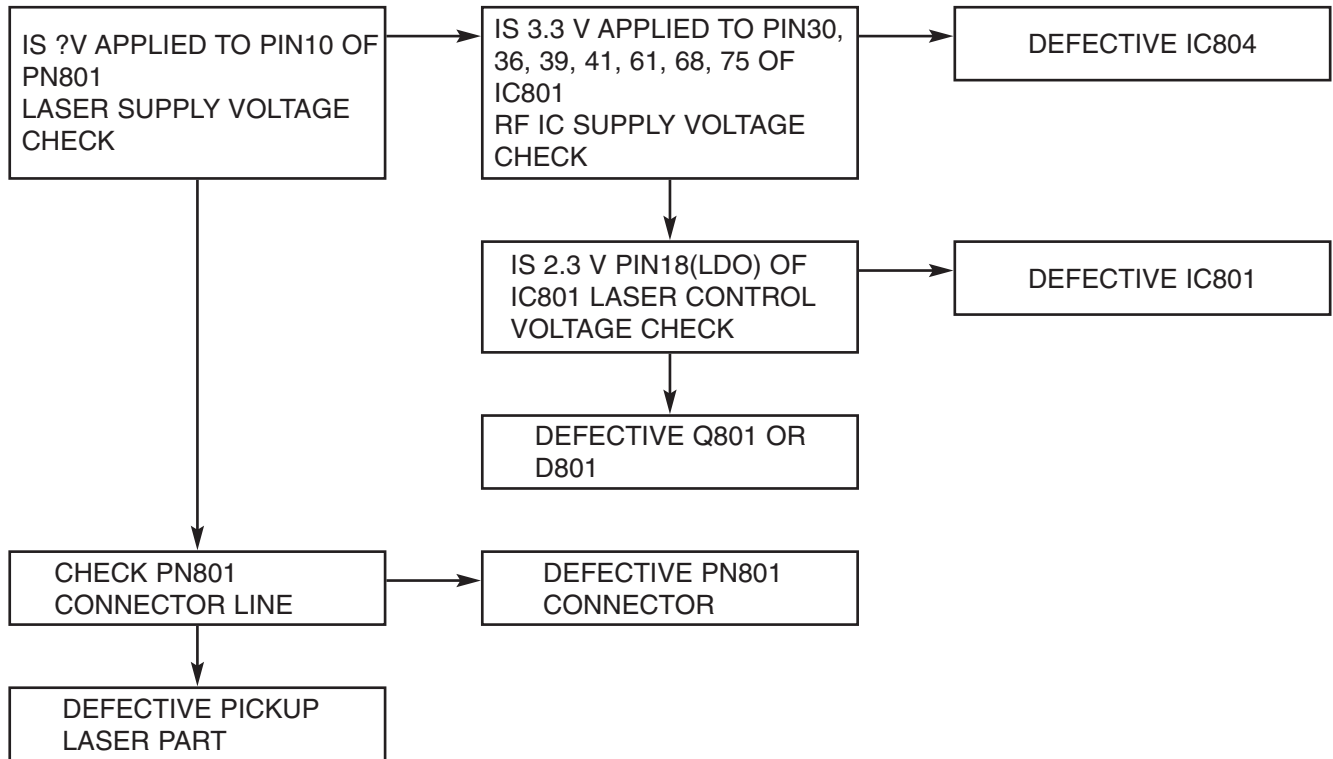 IS ?V APPLIED TO PIN10 OF
PN801
LASER SUPPLY VOLTAGE
CHECK
IS 3.3 V APPLIED TO PIN30,
36, 39, 41, 61, 68, 75 OF
IC801
RF IC SUPPLY VOLTAGE
CHECK
DEFECTIVE IC804
IS 2.3 V PIN18(LDO) OF
IC801 LASER CONTROL
VOLTAGE CHECK
DEFECTIVE IC801
DEFECTIVE Q801 OR
D801
CHECK PN801
CONNECTOR LINE
DEFECTIVE PN801
CONNECTOR
DEFECTIVE PICKUP
LASER PART